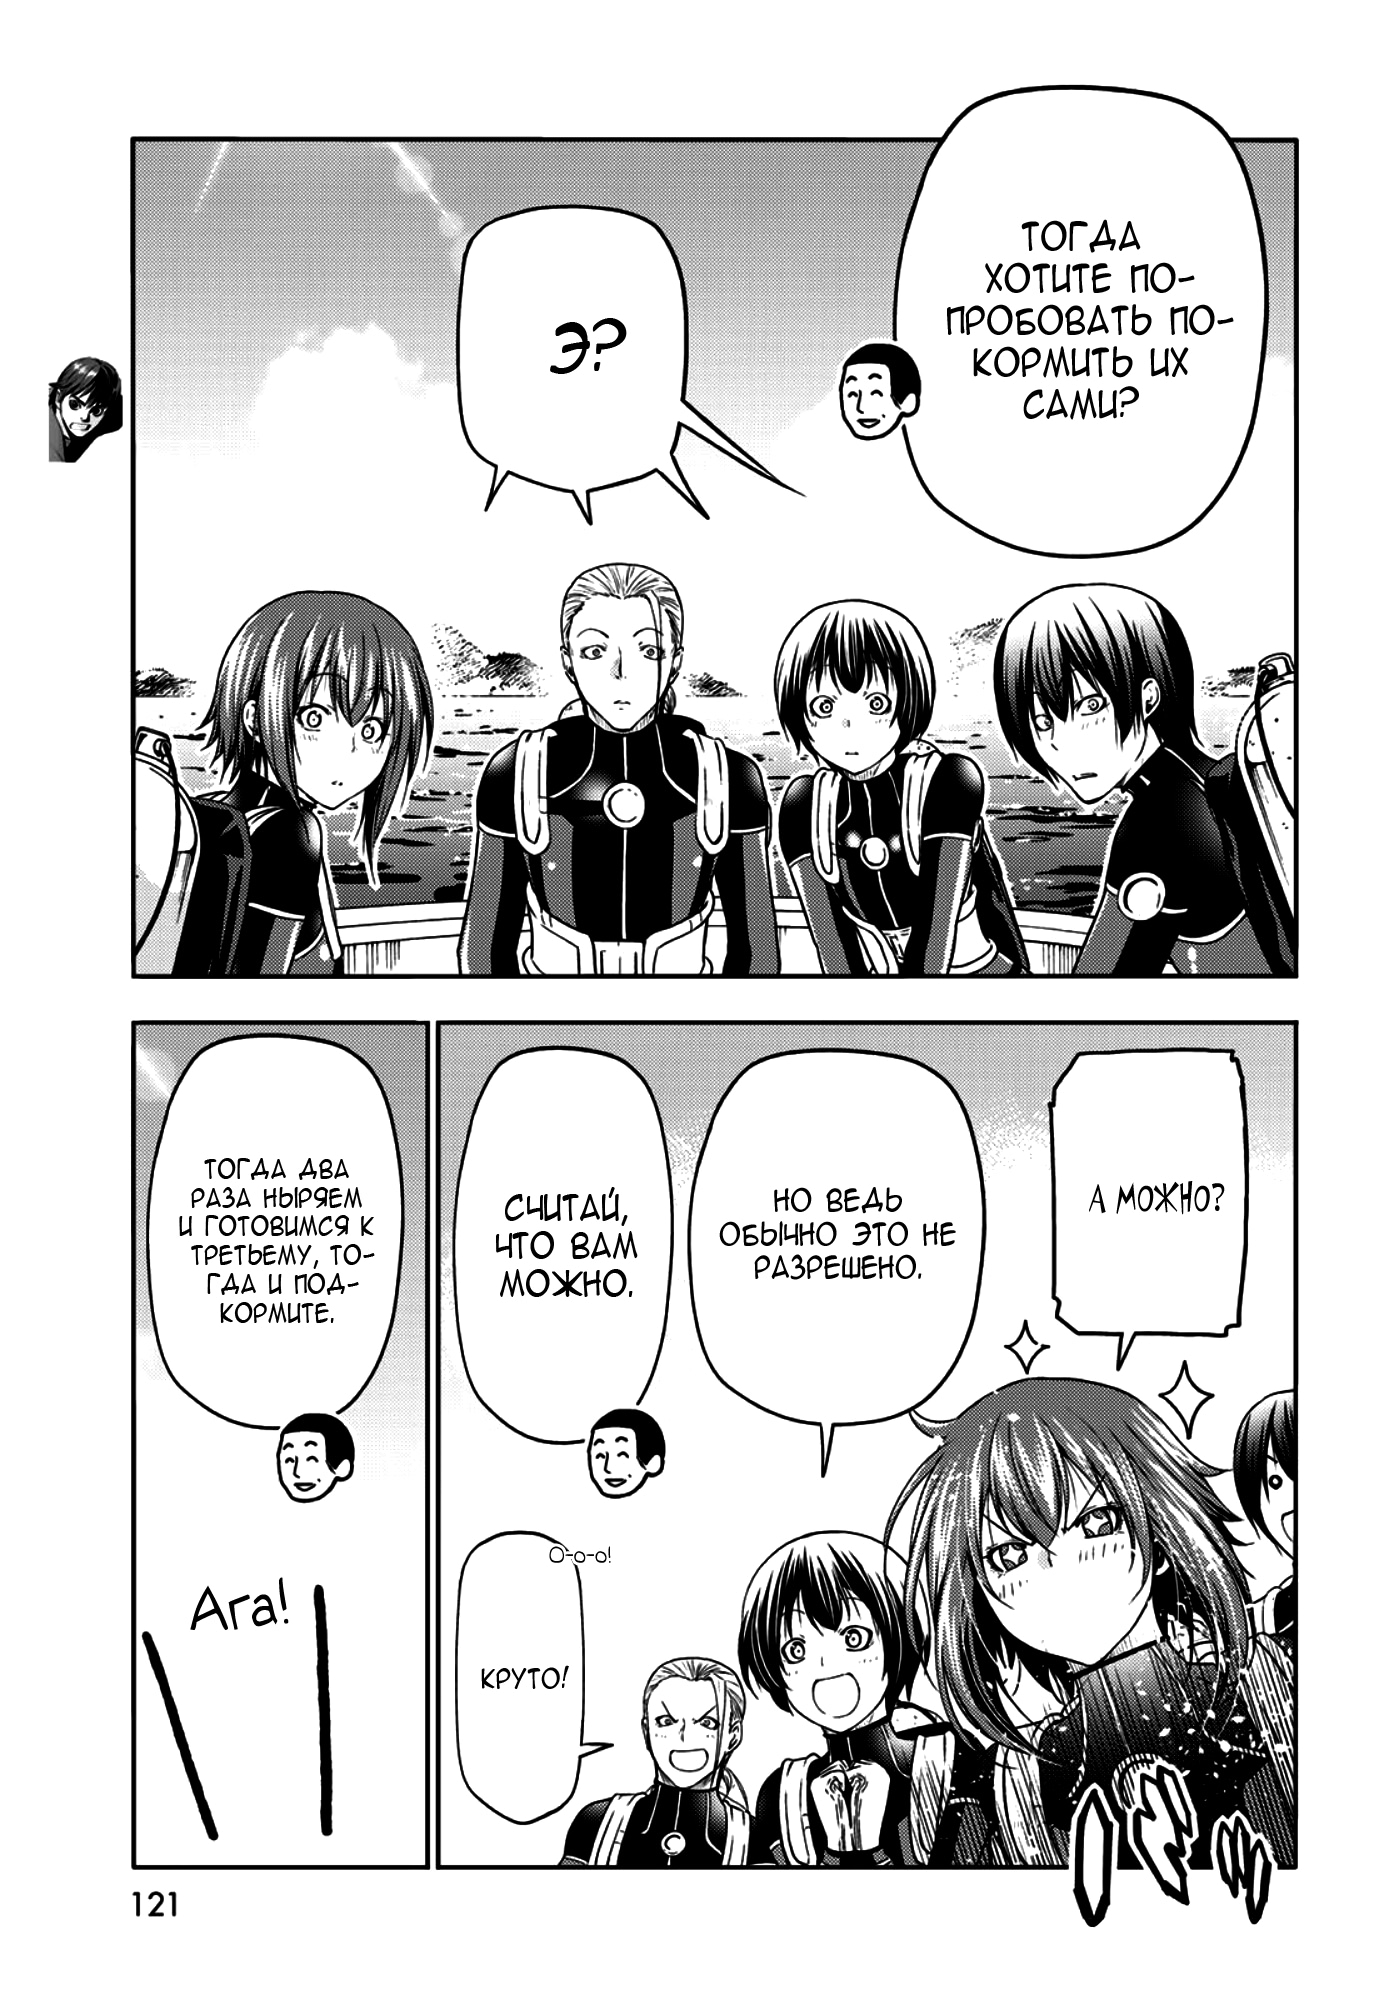 ТОГДА
ХОТИТЕ ПО-
ПРОБОВАТЬ ПО-
КОРМИТЬ ИХ
САМИ?
Э?
А МОЖНО?
НО ВЕДЬ
ОБЫЧНО ЭТО НЕ
РАЗРЕШЕНО.
СЧИТАЙ,
ЧТО ВАМ
МОЖНО.
О-о-о!
КРУТО!
ТОГДА ДВА
РАЗА НЫРЯЕМ
И ГОТОВИМСЯ К
ТРЕТЬЕМУ, ТО-
ГДА И ПОД-
КОРМИТЕ.
Ага!
121